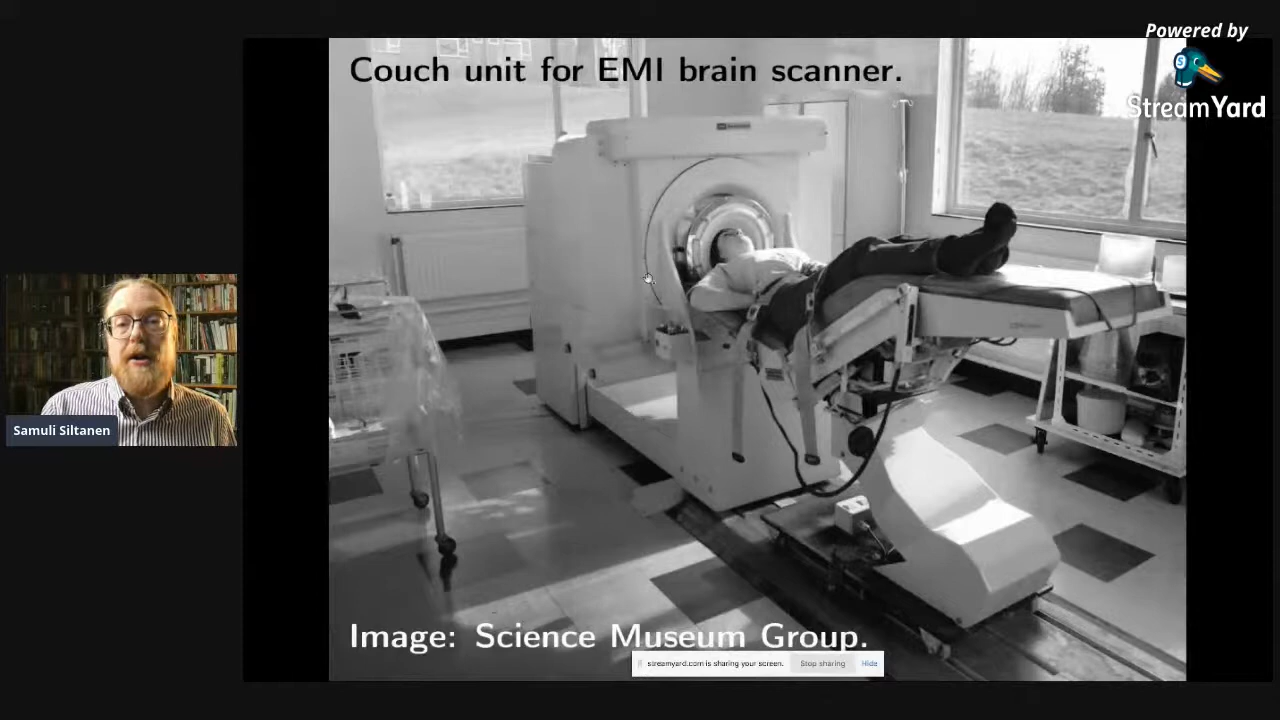 Powered by
StreamYard
Couch unit for EMI brain scanner.
Samuli Siltanen
Image: Science Museum Group.
streamyard.com is sharing your screen. Stop sharing Hide